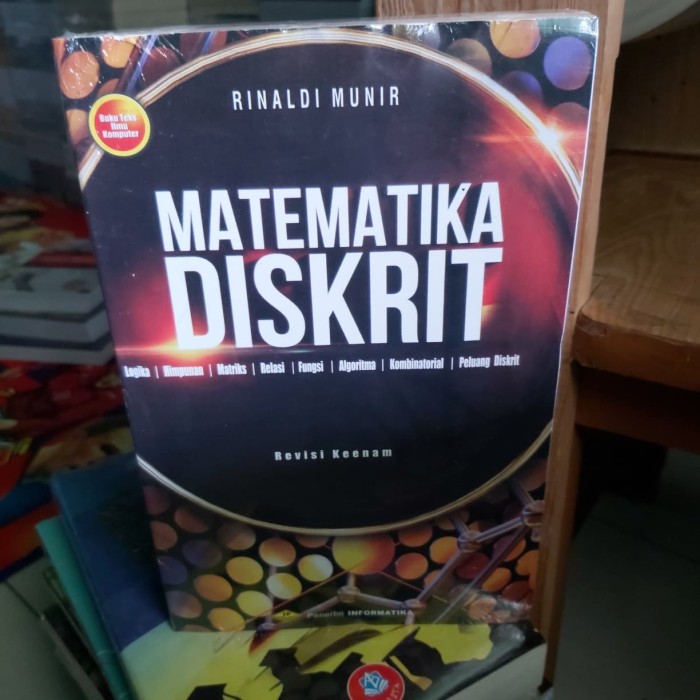 RINALDI MUNIR
Buku Teks
Ilmu
Komputer
MATEMATIKA
DISKRIT
Logika | Himpunan | Matriks | Relasi | Fungsi | Algoritma | Kombinatorial | Peluang Diskrit
Revisi Keenam
Penerbit INFORMATIKA